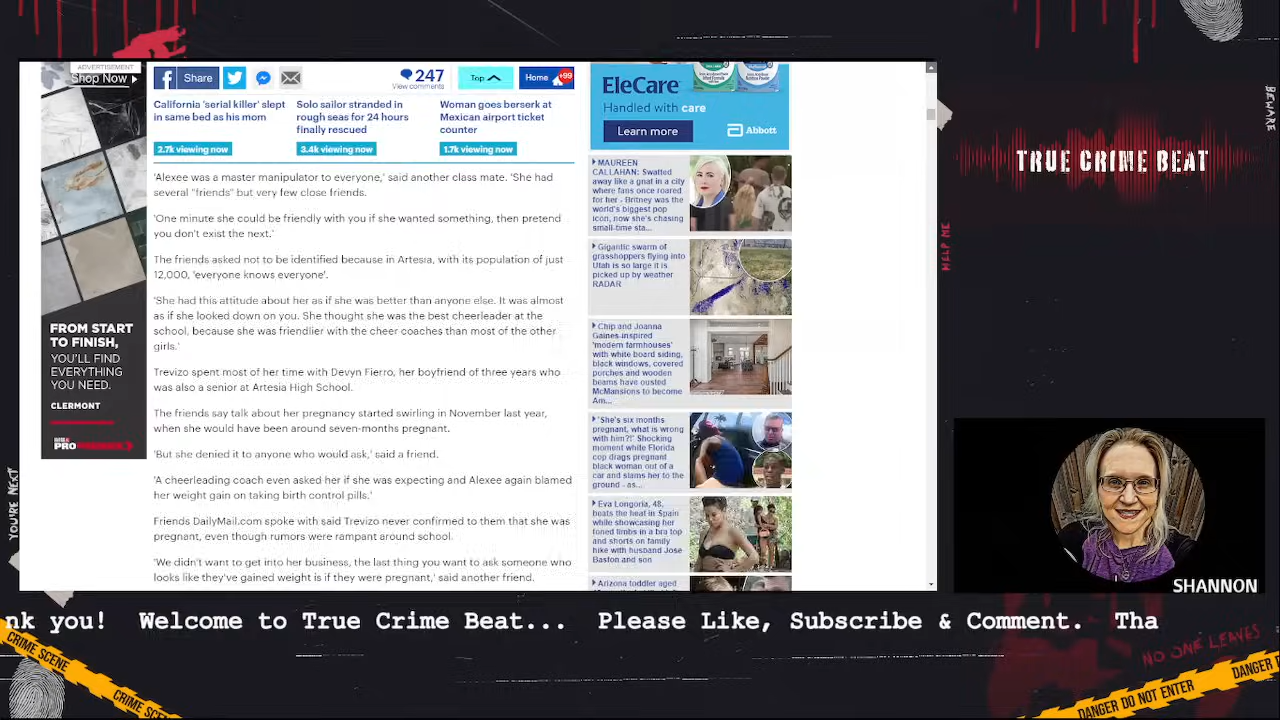 ADVERTISEMENT
Shop Now
FROM START
TO FINISH,
YOU'LL FIND
EVERYTHING
YOU NEED.
CLERMONT
Share
247
View comments
Top
Home
+99
California 'serial killer' slept
in same bed as his mom
2.7k viewing now
Solo sailor stranded in
rough seas for 24 hours
finally rescued
3.4k viewing now
Woman goes berserk at
Mexican airport ticket
counter
1.7k viewing now
'Alexee was a master manipulator to everyone,' said another class mate. 'She had
several "friends" but very few close friends.
'One minute she could be friendly with you if she wanted something, then pretend
you don't exist the next.'
The friends asked not to be identified because in Artesia, with its population of just
12,000, 'everyone knows everyone'.
'She had this attitude about her as if she was better than anyone else. It was almost
as if she looked down on you. She thought she was the best cheerleader at the
school, because she was friendlier with the cheer coaches than most of the other
girls.'
Trevizo spent most of her time with Devyn Fierro, her boyfriend of three years who
was also a senior at Artesia High School.
The friends say talk about her pregnancy started swirling in November last year,
when she would have been around seven-months pregnant.
'But she denied it to anyone who would ask,' said a friend.
'A cheerleading coach even asked her if she was expecting and Alexee again blamed
her weight gain on taking birth control pills.'
Friends DailyMail.com spoke with said Trevizo never confirmed to them that she was
pregnant, even though rumors were rampant around school.
'We didn't want to get into her business, the last thing you want to ask someone who
looks like they've gained weight is if they were pregnant,' said another friend.
EleCare
Handled with care
Learn more
Abbott
MAUREEN
CALLAHAN: Swatted
away like a gnat in a city
where fans once roared
for her - Britney was the
world's biggest pop
icon, now she's chasing
small-time sta...
Gigantic swarm of
grasshoppers flying into
Utah is so large it is
picked up by weather
RADAR
Chip and Joanna
Gaines-inspired
'modern farmhouses'
with white board siding,
black windows, covered
porches and wooden
beams have ousted
McMansions to become
Am...
'She's six months
pregnant, what is wrong
with him?!' Shocking
moment while Florida
cop drags pregnant
black woman out of a
car and slams her to the
ground - as...
Eva Longoria, 48,
beats the heat in Spain
while showcasing her
toned limbs in a bra top
and shorts on family
hike with husband Jose
Baston and son
Arizona toddler aged
TRUE CRIME BEAT
HELP ME
YOUR NEXT
SHANNON
nk you! Welcome to True Crime Beat... Please Like, Subscribe & Comment. Tha
CRIME SCENE
NO ONE LEAVES
DANGER DO NOT ENTER
DANGER